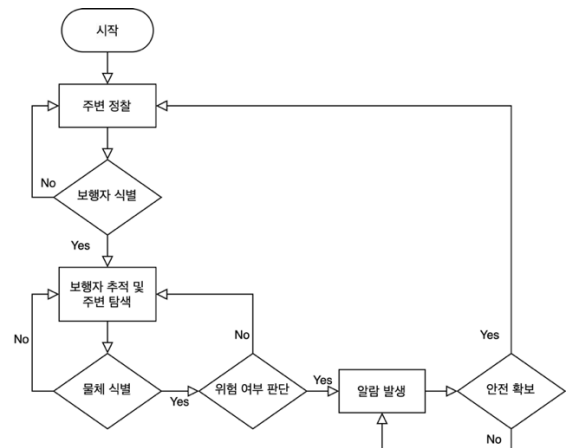 시작
주변 정찰
No
보행자 식별
Yes
보행자 추적 및
주변 탐색
No
No
Yes
물체 식별
Yes
위험 여부 판단
Yes
알람 발생
안전 확보
No